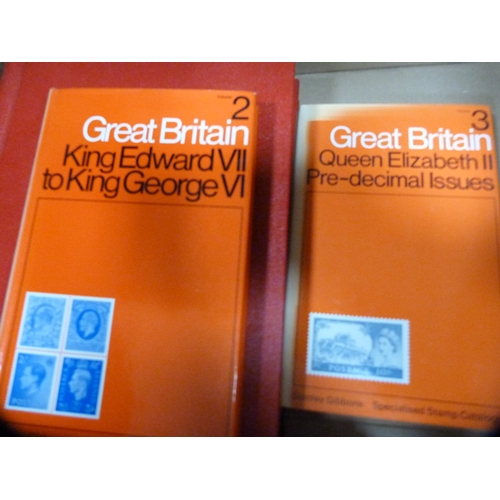 2
Great Britain
King Edward VII
to King George VI
3
Great Britain
Queen Elizabeth II
Pre-decimal Issues
Stanley Gibbons Specialised Stamp Catalog